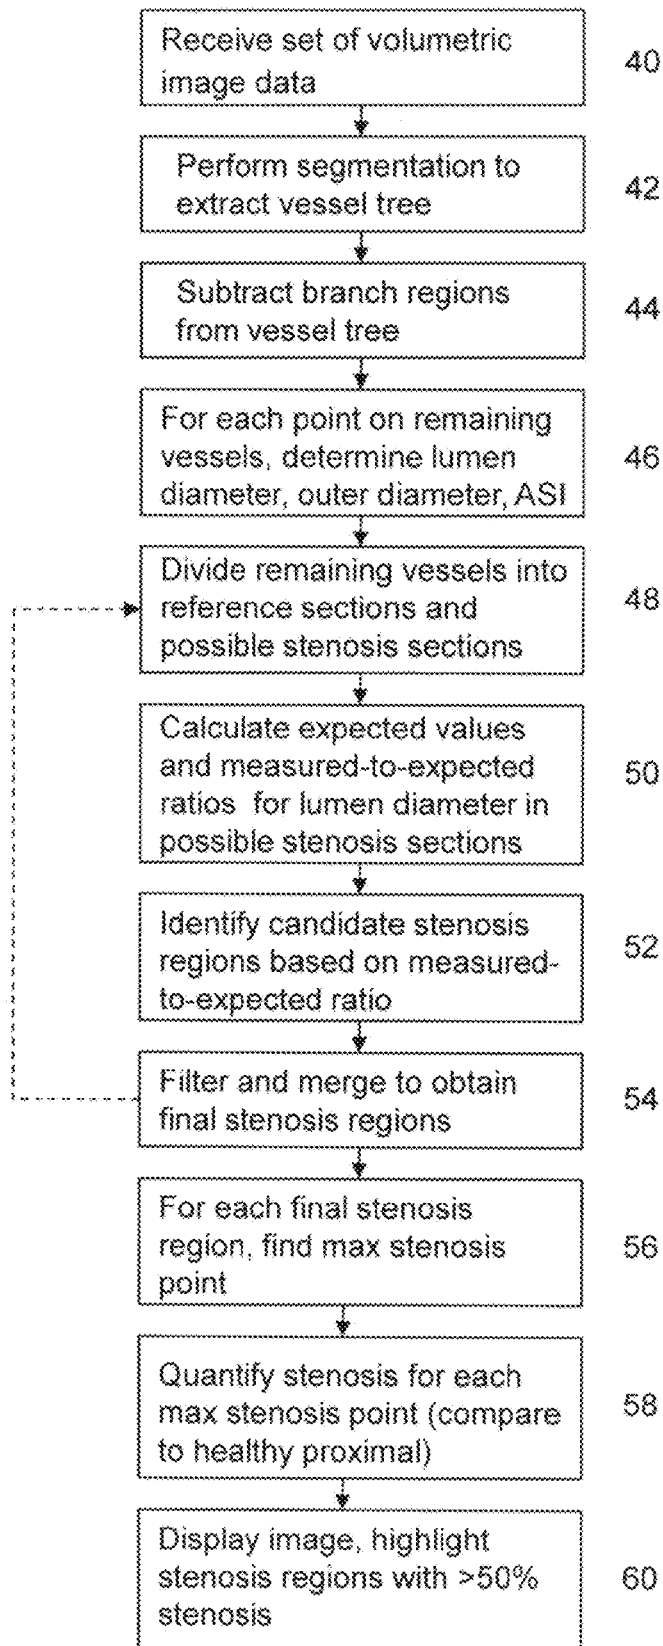 Receive set of volumetric
image data
40
Perform segmentation to
extract vessel tree
42
Subtract branch regions
from vessel tree
44
For each point on remaining
vessels, determine lumen
diameter, outer diameter, ASI
46
Divide remaining vessels into
reference sections and
possible stenosis sections
48
Calculate expected values
and measured-to-expected
ratios for lumen diameter in
possible stenosis sections
50
Identify candidate stenosis
regions based on measured-
to-expected ratio
52
Filter and merge to obtain
final stenosis regions
54
For each final stenosis
region, find max stenosis
point
56
Quantify stenosis for each
max stenosis point (compare
to healthy proximal)
58
Display image, highlight
stenosis regions with >50%
stenosis
60